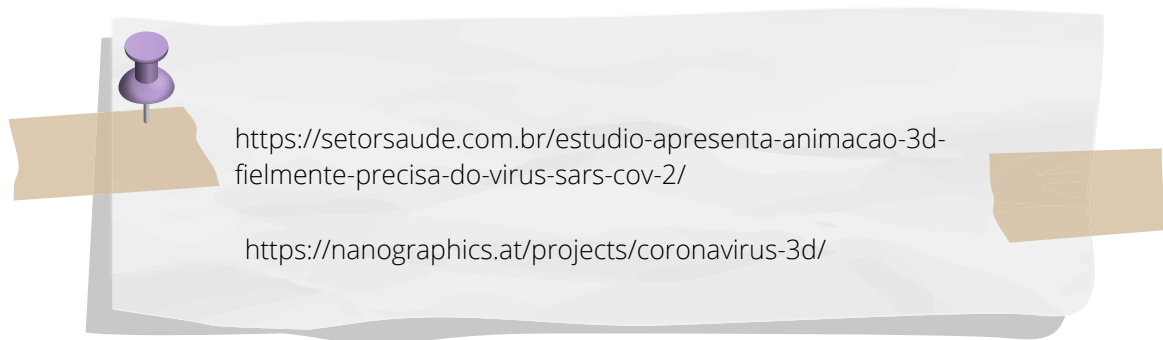 https://setorsaude.com.br/estudio-apresenta-animacao-3d-
fielmente-precisa-do-virus-sars-cov-2/
https://nanographics.at/projects/coronavirus-3d/